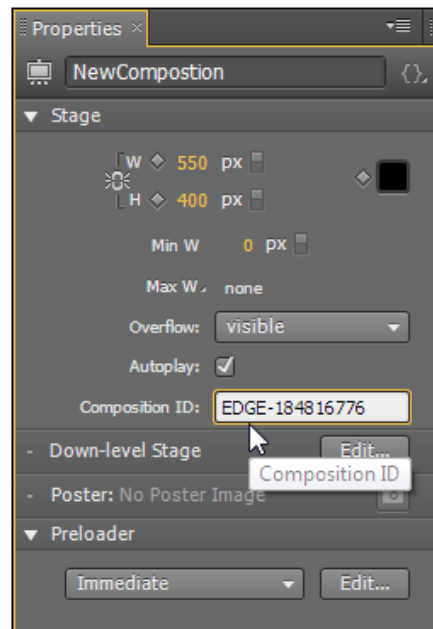 Properties ×
NewCompostion {}
Stage
W 550 px
H 400 px
Min W 0 px
Max W none
Overflow: visible
Autoplay:
Composition ID: EDGE-184816776
- Down-level Stage Edit...
Composition ID
- Poster: No Poster Image
Preloader
Immediate Edit...